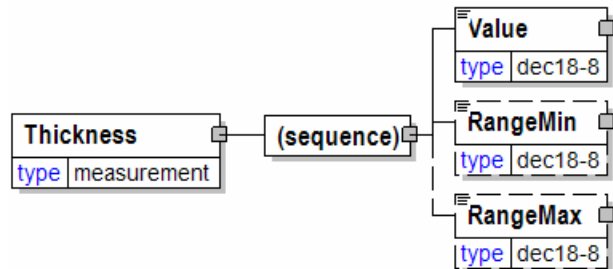 Value
type dec18-8
Thickness
type measurement
(sequence)
RangeMin
type dec18-8
RangeMax
type dec18-8